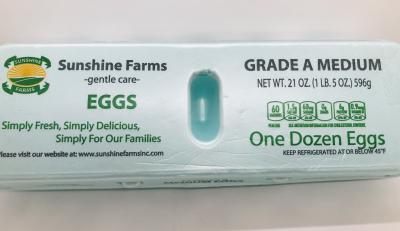 SUNSHINE
FARMS
Sunshine Farms
-gentle care-
EGGS
Simply Fresh, Simply Delicious,
Simply For Our Families
Please visit our website at: www.sunshinefarmsinc.com
GRADE A MEDIUM
NET WT. 21 OZ. (1 LB. 5 OZ.) 596g
One Dozen Eggs
KEEP REFRIGERATED AT OR BELOW 45°F